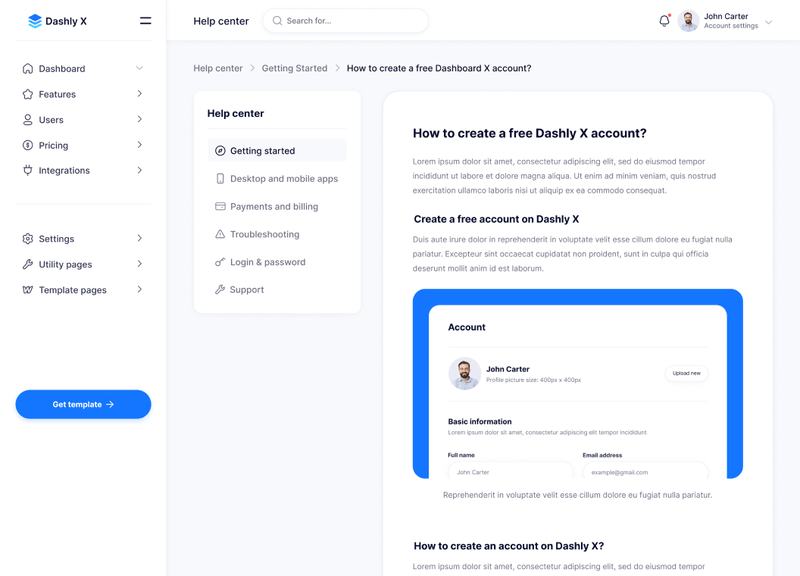 Dashly X
Help center
Search for...
John Carter
Account settings
Dashboard
Features
Users
Pricing
Integrations
Settings
Utility pages
Template pages
Get template →
Help center > Getting Started > How to create a free Dashboard X account?
Help center
Getting started
Desktop and mobile apps
Payments and billing
Troubleshooting
Login & password
Support
How to create a free Dashly X account?
Lorem ipsum dolor sit amet, consectetur adipiscing elit, sed do eiusmod tempor
incididunt ut labore et dolore magna aliqua. Ut enim ad minim veniam, quis nostrud
exercitation ullamco laboris nisi ut aliquip ex ea commodo consequat.
Create a free account on Dashly X
Duis aute irure dolor in reprehenderit in voluptate velit esse cillum dolore eu fugiat nulla
pariatur. Excepteur sint occaecat cupidatat non proident, sunt in culpa qui officia
deserunt mollit anim id est laborum.
Account
John Carter
Profile picture size: 400px x 400px
Upload new
Basic information
Lorem ipsum dolor sit amet, consectetur adipiscing elit tempor incididunt
Full name
Email address
John Carter
example@gmail.com
Reprehenderit in voluptate velit esse cillum dolore eu fugiat nulla pariatur.
How to create an account on Dashly X?
Lorem ipsum dolor sit amet, consectetur adipiscing elit, sed do eiusmod tempor